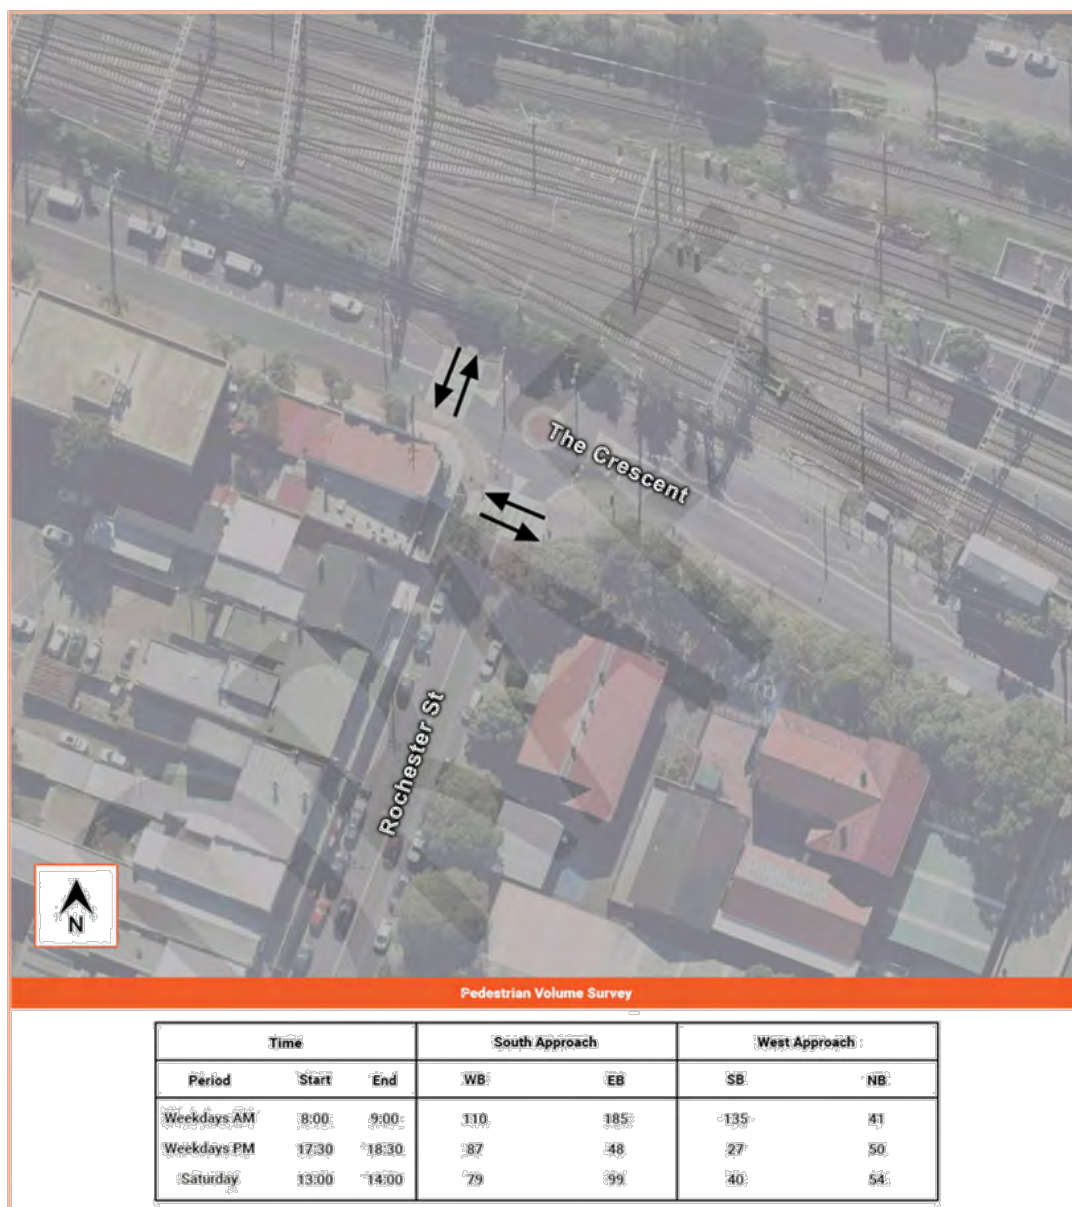 The Crescent
Rochester St
N
Pedestrian Volume Survey
Time South Approach West Approach
Period Start End WB EB SB NB
Weekdays AM 8:00 9:00 110 185 135 41
Weekdays PM 17:30 18:30 87 48 27 50
Saturday 13:00 14:00 79 99 40 54